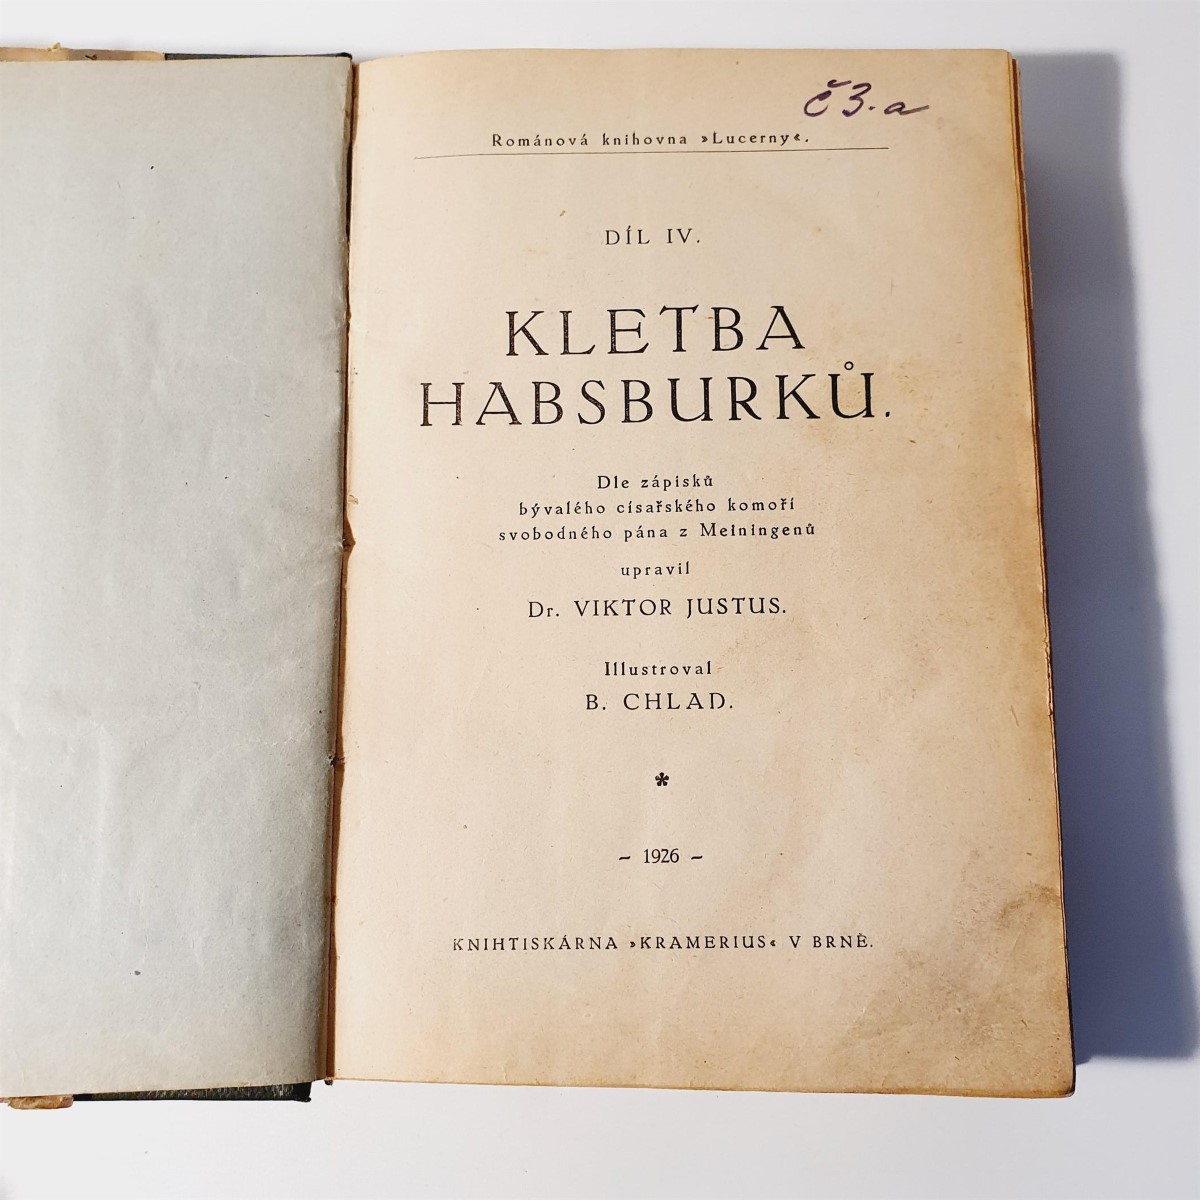 č 3. a
Románová knihovna »Lucerny«.
DÍL IV.
KLETBA
HABSBURKŮ.
Dle zápisků
bývalého císařského komoří
svobodného pána z Meiningenů
upravil
Dr. VIKTOR JUSTUS.
Illustroval
B. CHLAD.
*
– 1926 –
KNIHTISKÁRNA »KRAMERIUS« V BRNĚ.